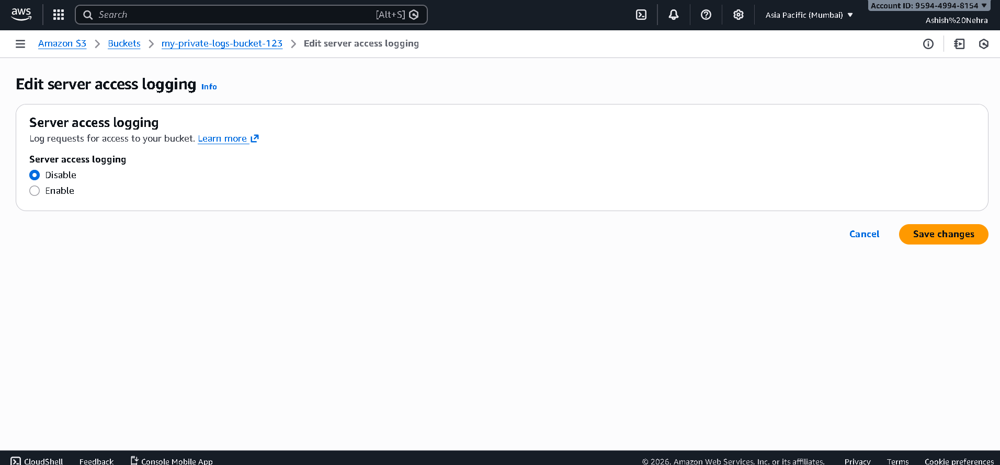 aws
Search [Alt+S]
Asia Pacific (Mumbai)
Account ID: 9594-4994-8154
Ashish%20Nehra
Amazon S3 Buckets my-private-logs-bucket-123 Edit server access logging
Edit server access logging Info
Server access logging
Log requests for access to your bucket. Learn more
Server access logging
Disable
Enable
Cancel Save changes
CloudShell Feedback Console Mobile App © 2026, Amazon Web Services, Inc. or its affiliates. Privacy Terms Cookie preferences